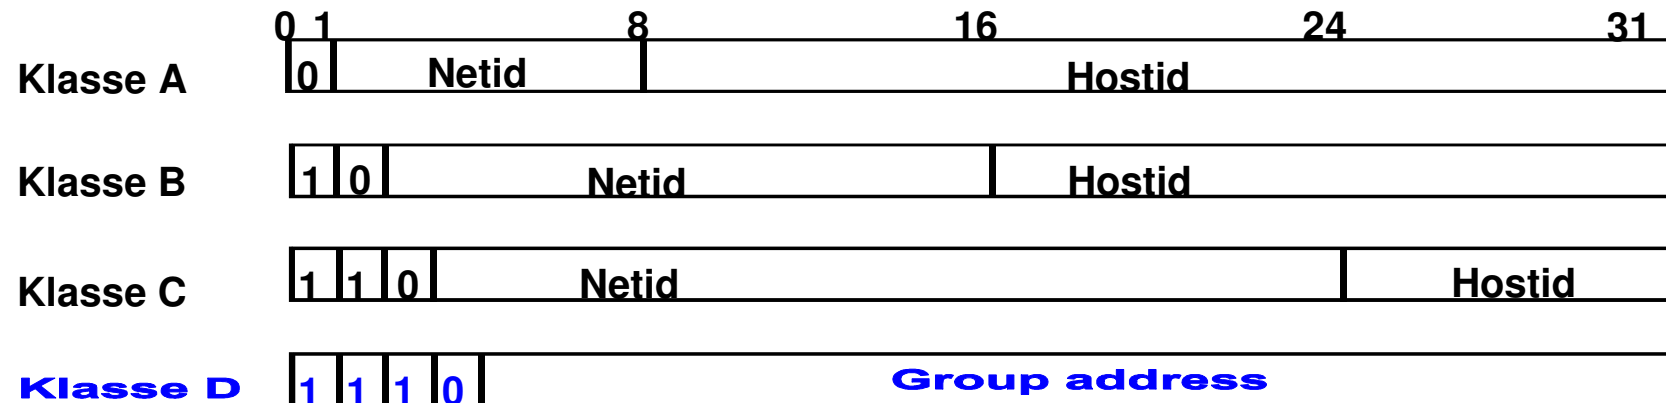 0 1 8 16 24 31
Klasse A 0 Netid Hostid
Klasse B 1 0 Netid Hostid
Klasse C 1 1 0 Netid Hostid
Klasse D 1 1 1 0 Group address